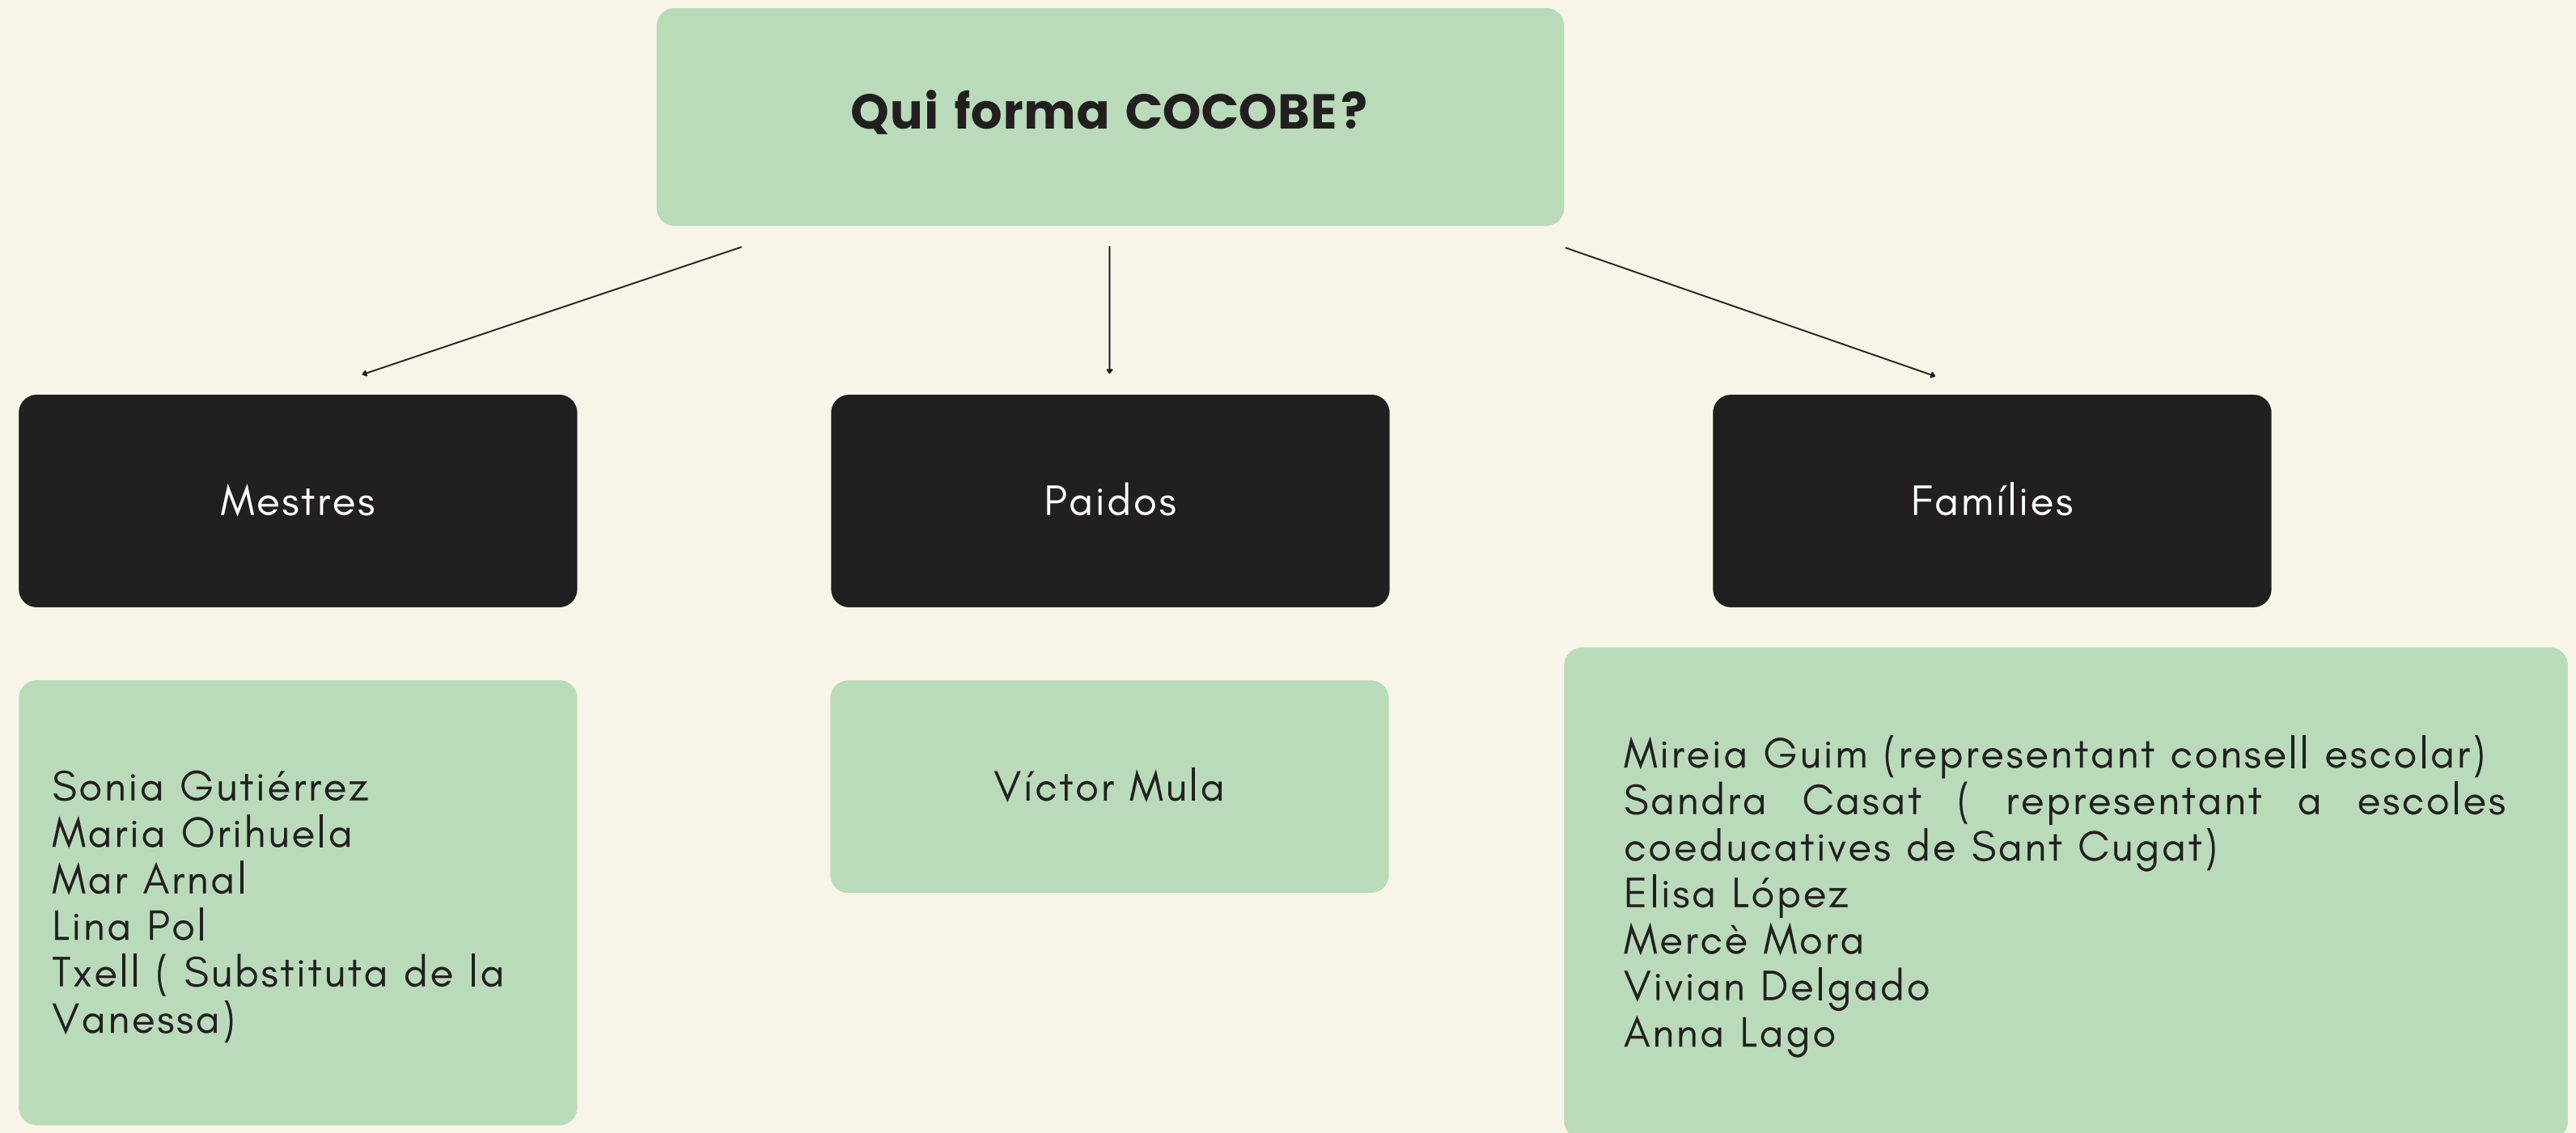 Qui forma COCOBE?
Mestres
Paidos
Famílies
Sonia Gutiérrez
Maria Orihuela
Mar Arnal
Lina Pol
Txell ( Substituta de la
Vanessa)
Víctor Mula
Mireia Guim (representant consell escolar)
Sandra Casat ( representant a escoles
coeducatives de Sant Cugat)
Elisa López
Mercè Mora
Vivian Delgado
Anna Lago